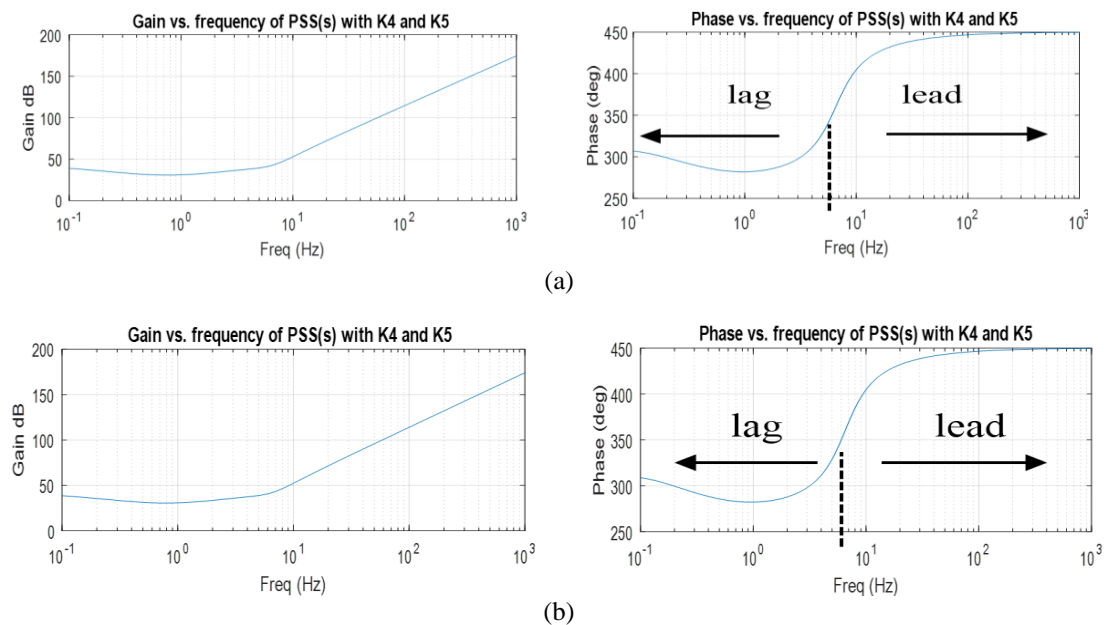 Gain vs. frequency of PSS(s) with K4 and K5
Gain dB
200
150
100
50
0
10^-1
10^0
10^1
10^2
10^3
Freq (Hz)
Phase vs. frequency of PSS(s) with K4 and K5
Phase (deg)
450
400
350
300
250
lag
lead
10^-1
10^0
10^1
10^2
10^3
Freq (Hz)
(a)
Gain vs. frequency of PSS(s) with K4 and K5
Gain dB
200
150
100
50
0
10^-1
10^0
10^1
10^2
10^3
Freq (Hz)
Phase vs. frequency of PSS(s) with K4 and K5
Phase (deg)
450
400
350
300
250
lag
lead
10^-1
10^0
10^1
10^2
10^3
Freq (Hz)
(b)